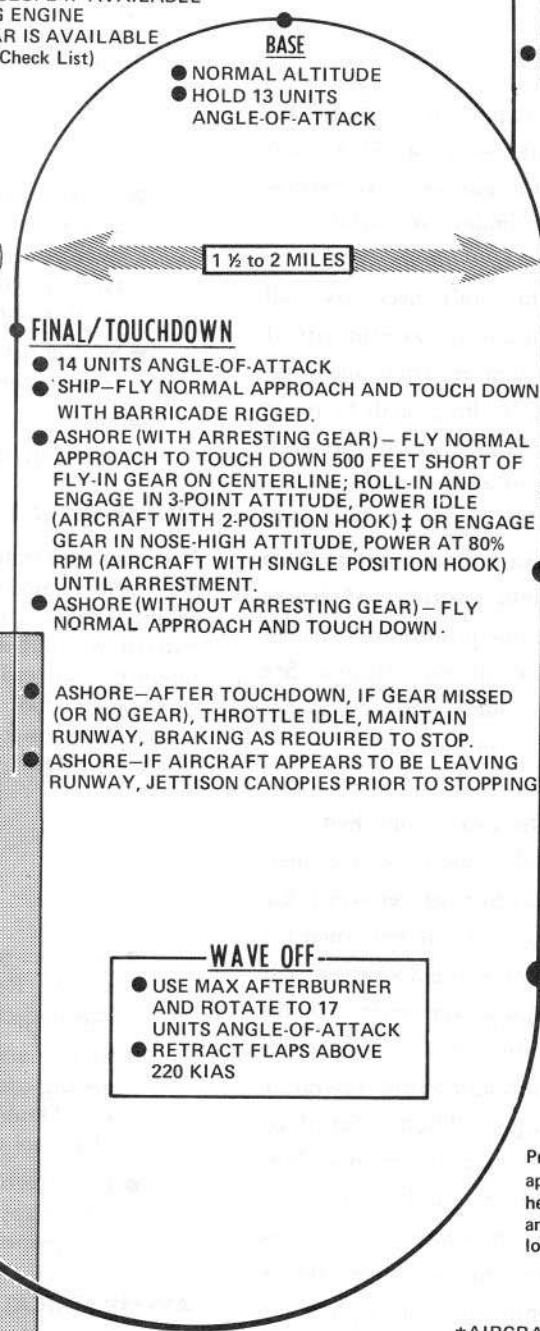 G ENGINE
AR IS AVAILABLE
Check List)
BASE
● NORMAL ALTITUDE
● HOLD 13 UNITS
ANGLE-OF-ATTACK
1 ½ to 2 MILES
FINAL/TOUCHDOWN
● 14 UNITS ANGLE-OF-ATTACK
● SHIP–FLY NORMAL APPROACH AND TOUCH DOWN
WITH BARRICADE RIGGED.
● ASHORE (WITH ARRESTING GEAR) – FLY NORMAL
APPROACH TO TOUCH DOWN 500 FEET SHORT OF
FLY-IN GEAR ON CENTERLINE; ROLL-IN AND
ENGAGE IN 3-POINT ATTITUDE, POWER IDLE
(AIRCRAFT WITH 2-POSITION HOOK) ‡ OR ENGAGE
GEAR IN NOSE-HIGH ATTITUDE, POWER AT 80%
RPM (AIRCRAFT WITH SINGLE POSITION HOOK)
UNTIL ARRESTMENT.
● ASHORE (WITHOUT ARRESTING GEAR) – FLY
NORMAL APPROACH AND TOUCH DOWN.
● ASHORE–AFTER TOUCHDOWN, IF GEAR MISSED
(OR NO GEAR), THROTTLE IDLE, MAINTAIN
RUNWAY, BRAKING AS REQUIRED TO STOP.
● ASHORE–IF AIRCRAFT APPEARS TO BE LEAVING
RUNWAY, JETTISON CANOPIES PRIOR TO STOPPING
WAVE OFF
● USE MAX AFTERBURNER
AND ROTATE TO 17
UNITS ANGLE-OF-ATTACK
● RETRACT FLAPS ABOVE
220 KIAS
Pr
ap
he
an
lo
*AIRCRA